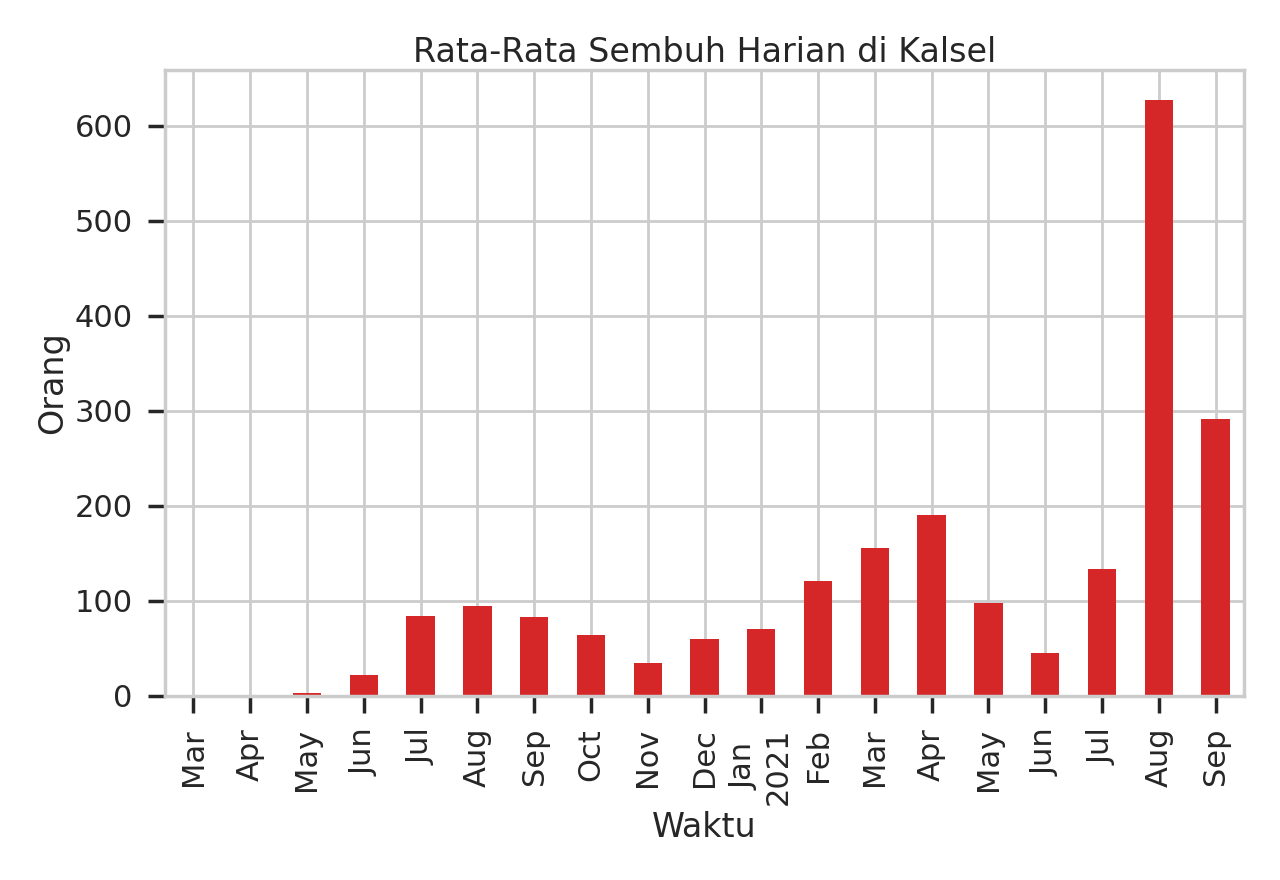 Rata-Rata Sembuh Harian di Kalsel
Orang
600
500
400
300
200
100
0
Mar
Apr
May
Jun
Jul
Aug
Sep
Oct
Nov
Dec
Jan
2021
Feb
Mar
Apr
May
Jun
Jul
Aug
Sep
Waktu